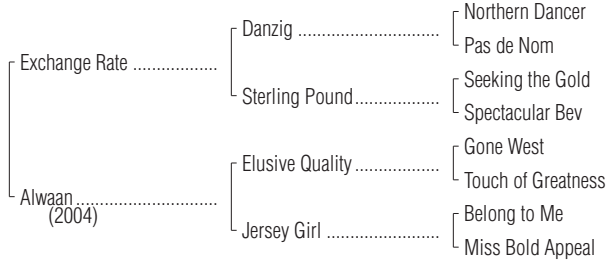 Northern Dancer
Danzig ..............................
Pas de Nom
Exchange Rate ..................
Seeking the Gold
Sterling Pound..................
Spectacular Bev
Gone West
Elusive Quality..................
Touch of Greatness
Alwaan..............................
(2004)
Belong to Me
Jersey Girl ........................
Miss Bold Appeal